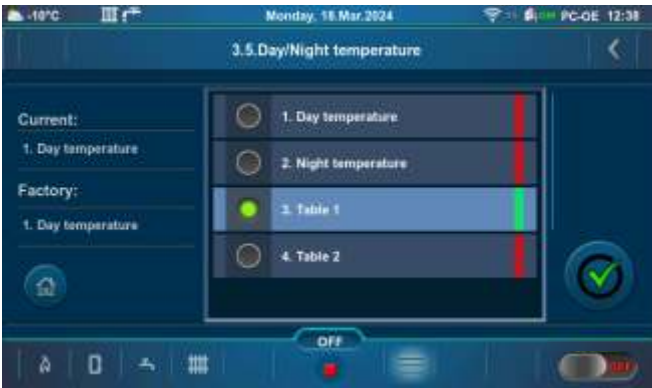 -10°C
Monday, 18.Mar.2024
PC-OE 12:38
3.5.Day/Night temperature
Current:
1. Day temperature
Factory:
1. Day temperature
1. Day temperature
2. Night temperature
3. Table 1
4. Table 2
OFF
OFF